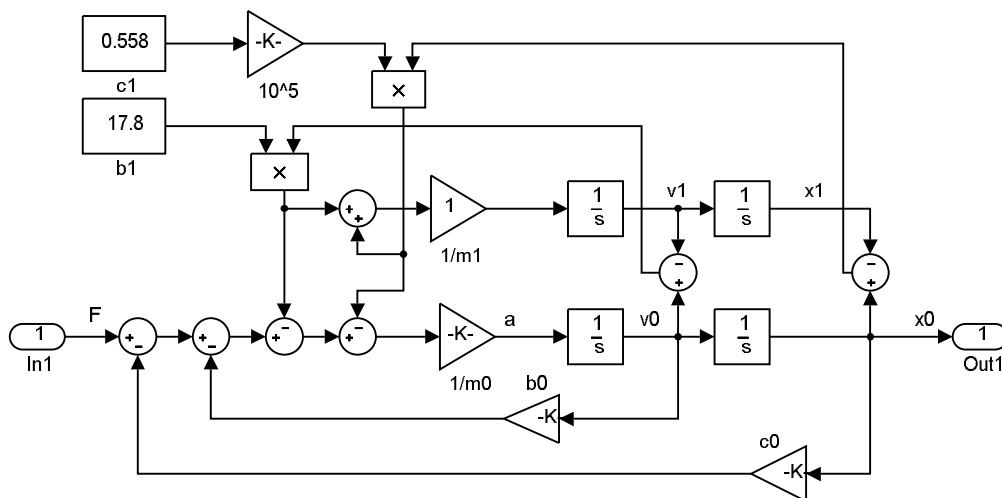 0.558
-K-
c1
10^5
×
17.8
b1
×
+
+
1
1/m1
1
s
v1
1
s
x1
-
+
-
+
1
F
In1
+
-
+
-
-
+
-
+
-K-
a
1/m0
1
s
v0
1
s
x0
1
Out1
b0
-K-
c0
-K-